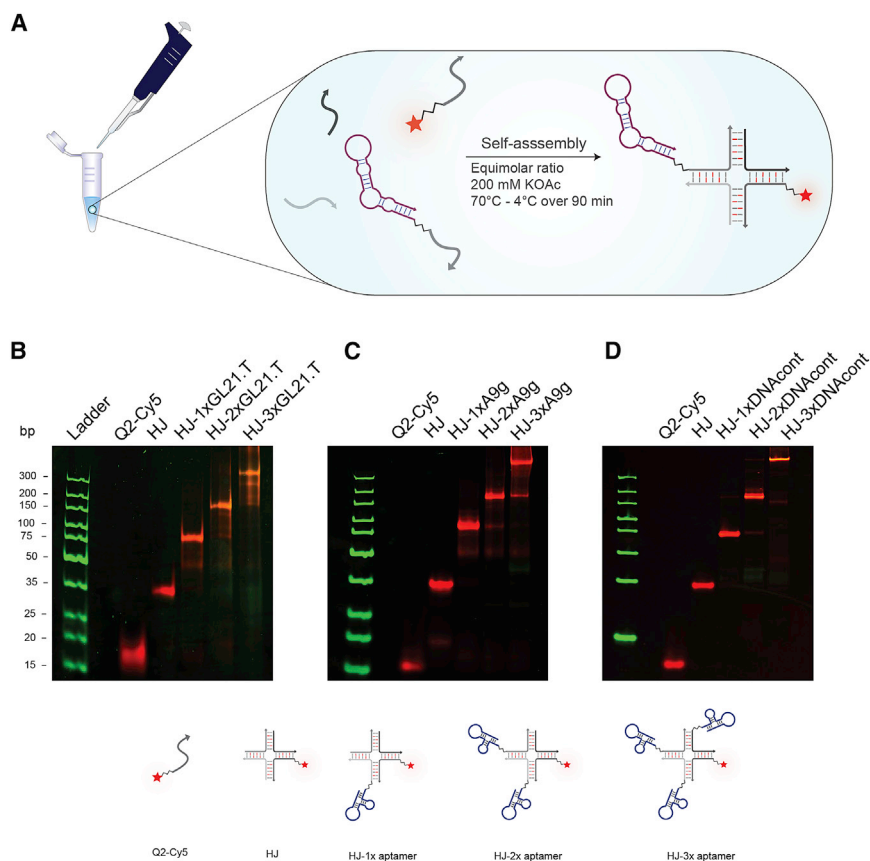 A
Self-asssembly
Equimolar ratio
200 mM KOAc
70°C - 4°C over 90 min
B
bp
Ladder
Q2-Cy5
HJ
HJ-1xGL21.T
HJ-2xGL21.T
HJ-3xGL21.T
300
200
150
100
75
50
35
25
20
15
C
Q2-Cy5
HJ
HJ-1xA9g
HJ-2xA9g
HJ-3xA9g
D
Q2-Cy5
HJ
HJ-1xDNAcont
HJ-2xDNAcont
HJ-3xDNAcont
Q2-Cy5
HJ
HJ-1x aptamer
HJ-2x aptamer
HJ-3x aptamer